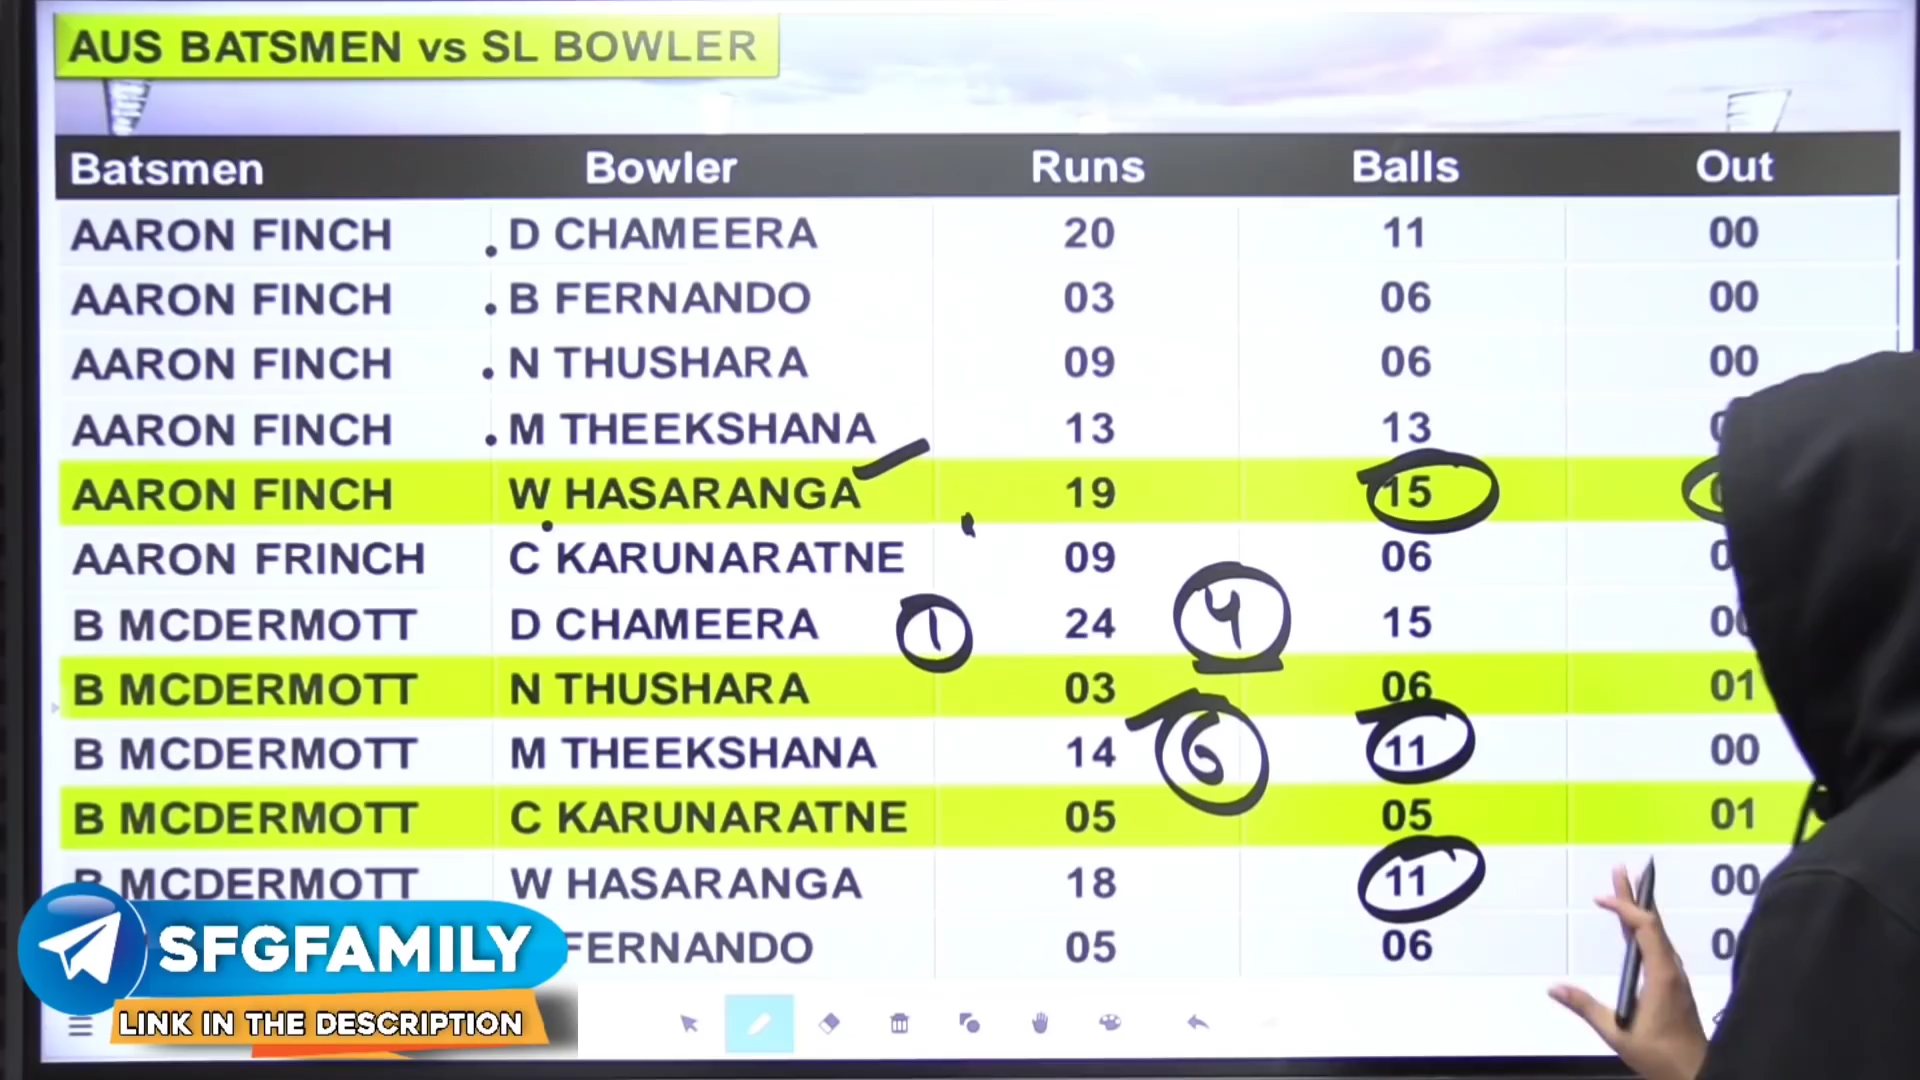 AUS BATSMEN vs SL BOWLER
Batsmen Bowler Runs Balls Out
AARON FINCH D CHAMEERA 20 11 00
AARON FINCH B FERNANDO 03 06 00
AARON FINCH N THUSHARA 09 06 00
AARON FINCH M THEEKSHANA 13 13
AARON FINCH W HASARANGA 19 15
AARON FRINCH C KARUNARATNE 09 06
B MCDERMOTT D CHAMEERA 1 24 4 15 00
B MCDERMOTT N THUSHARA 03 06 01
B MCDERMOTT M THEEKSHANA 14 6 11 00
B MCDERMOTT C KARUNARATNE 05 05 01
B MCDERMOTT W HASARANGA 18 11 00
FERNANDO 05 06
SFGFAMILY
LINK IN THE DESCRIPTION